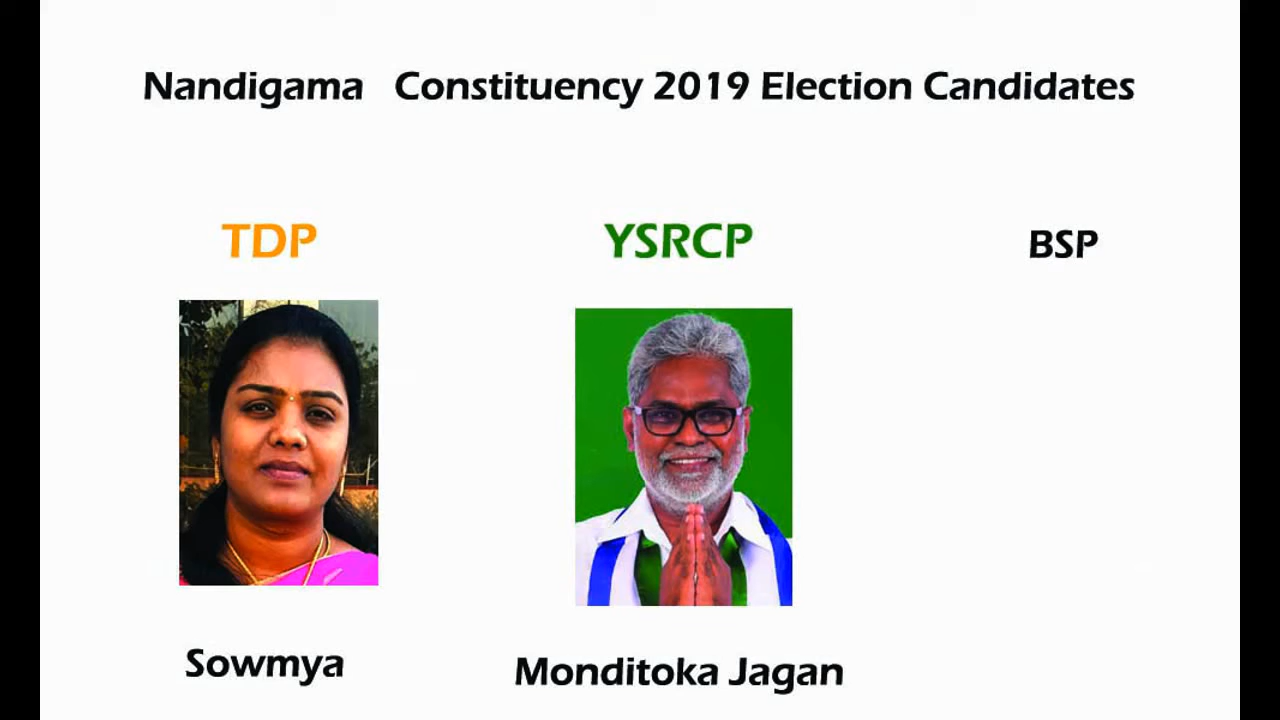 Nandigama Constituency 2019 Election Candidates
TDP YSRCP BSP
Sowmya Monditoka Jagan